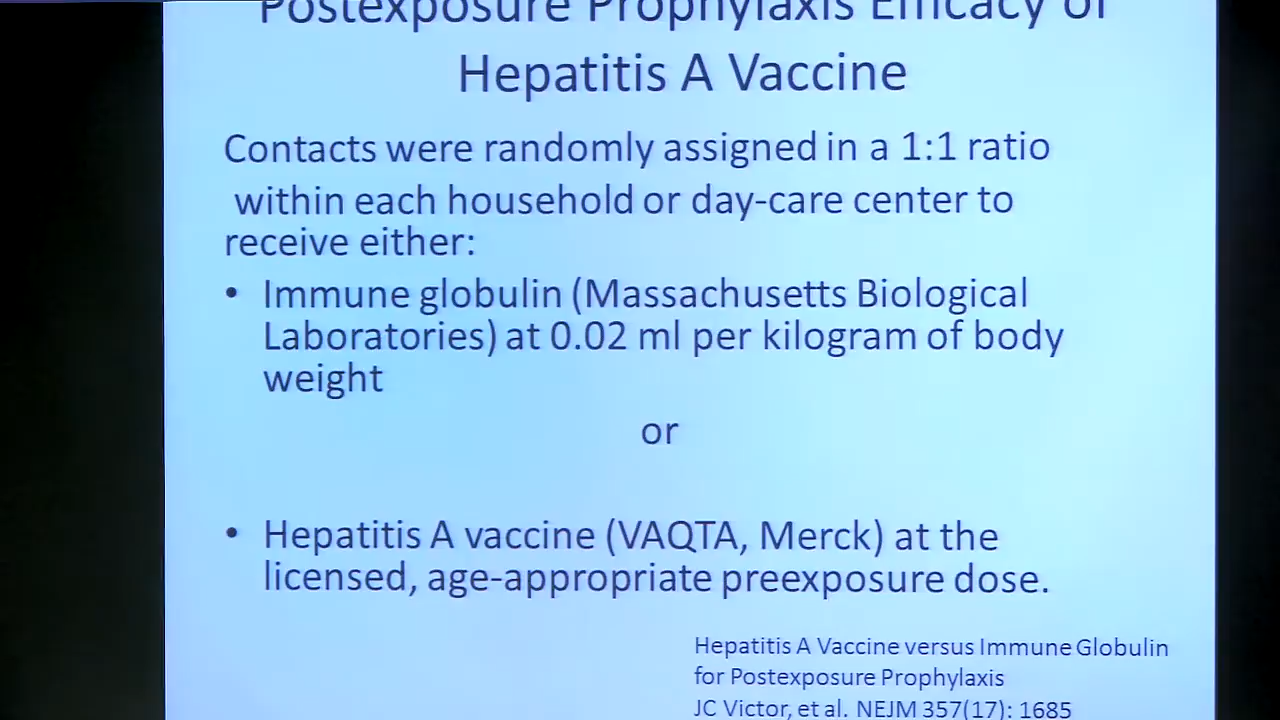 Postexposure Prophylaxis Efficacy of
Hepatitis A Vaccine
Contacts were randomly assigned in a 1:1 ratio
within each household or day-care center to
receive either:
• Immune globulin (Massachusetts Biological
Laboratories) at 0.02 ml per kilogram of body
weight
or
• Hepatitis A vaccine (VAQTA, Merck) at the
licensed, age-appropriate preexposure dose.
Hepatitis A Vaccine versus Immune Globulin
for Postexposure Prophylaxis
JC Victor, et al. NEJM 357(17): 1685